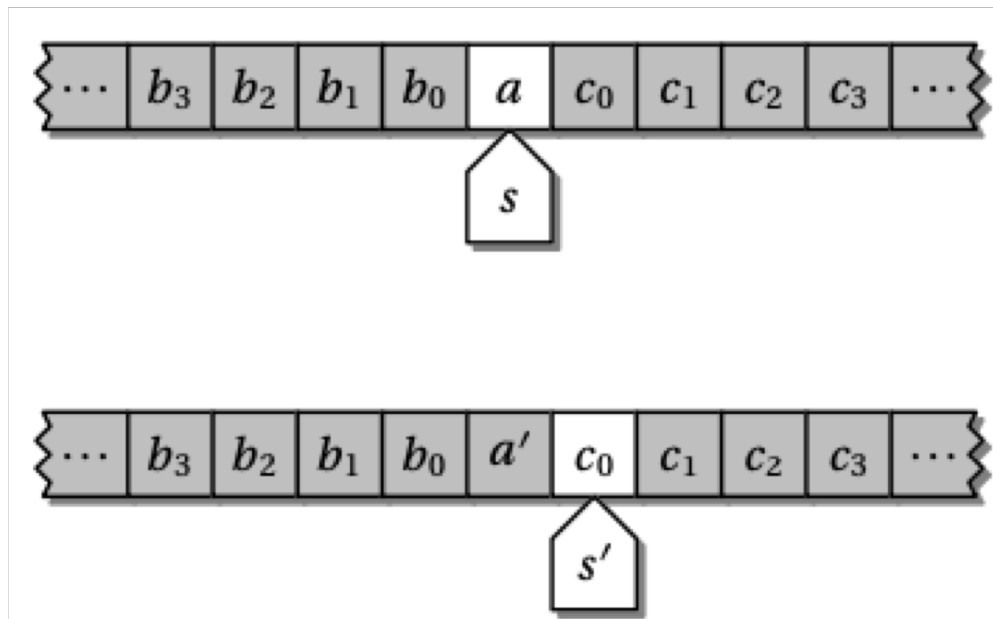 ··· b₃ b₂ b₁ b₀ a c₀ c₁ c₂ c₃ ···
s
··· b₃ b₂ b₁ b₀ a′ c₀ c₁ c₂ c₃ ···
s′